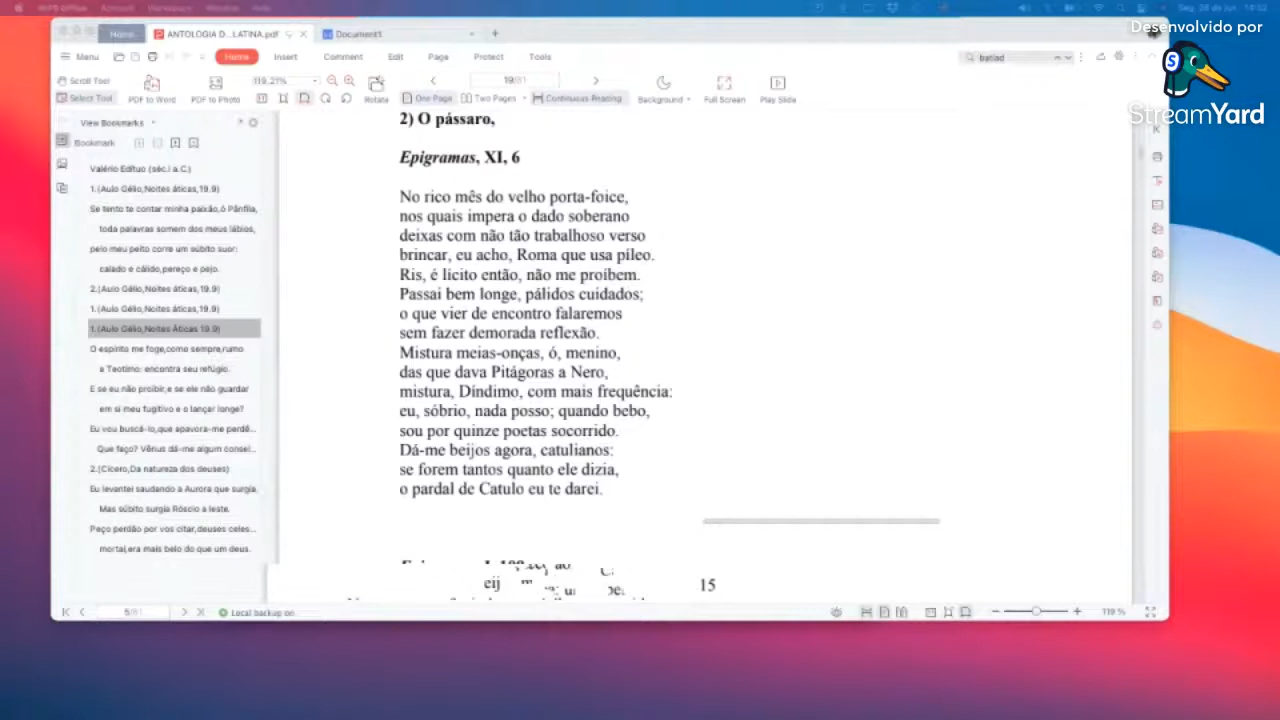 Desenvolvido por
StreamYard
Home
ANTOLOGIA D...LATINA.pdf
Document1
Menu
Home
Insert
Comment
Edit
Page
Protect
Tools
batiad
Scroll Tool
Select Tool
PDF to Word
PDF to Photo
119,21%
Rotate
19/81
One Page
Two Pages
Continuous Reading
Background
Full Screen
Play Slide
View Bookmarks
Bookmark
Valério Edítuo (séc.I a.C.)
1.(Aulo Gélio,Noites áticas,19.9)
Se tento te contar minha paixão,ó Pânfila,
toda palavras somem dos meus lábios,
pelo meu peito corre um súbito suor:
calado e cálido,pereço e pejo.
2.(Aulo Gélio,Noites áticas,19.9)
1.(Aulo Gélio,Noites áticas,19.9)
1.(Aulo Gélio,Noites Áticas 19.9)
O espírito me foge,como sempre,rumo
a Teotimo: encontra seu refúgio.
E se eu não proibir,e se ele não guardar
em si meu fugitivo e o lançar longe?
Eu vou buscá-lo,que apavora-me perdê...
Que faço? Vênus dá-me algum consel...
2.(Cícero,Da natureza dos deuses)
Eu levantei saudando a Aurora que surgia,
Mas súbito surgia Róscio a leste.
Peço perdão por vos citar,deuses celes...
mortal,era mais belo do que um deus.
2) O pássaro,
Epigramas, XI, 6
No rico mês do velho porta-foice,
nos quais impera o dado soberano
deixas com não tão trabalhoso verso
brincar, eu acho, Roma que usa píleo.
Ris, é licito então, não me proíbem.
Passai bem longe, pálidos cuidados;
o que vier de encontro falaremos
sem fazer demorada reflexão.
Mistura meias-onças, ó, menino,
das que dava Pitágoras a Nero,
mistura, Díndimo, com mais frequência:
eu, sóbrio, nada posso; quando bebo,
sou por quinze poetas socorrido.
Dá-me beijos agora, catulianos:
se forem tantos quanto ele dizia,
o pardal de Catulo eu te darei.
15
5/81
Local backup on
119 %